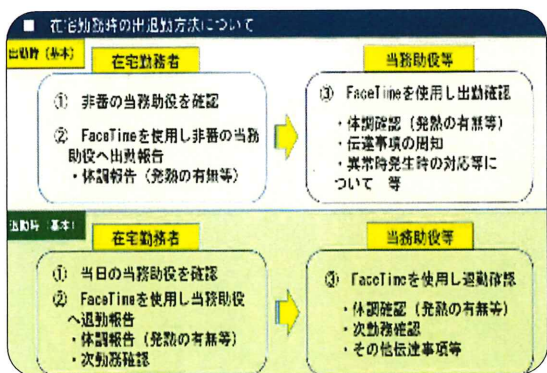 ■ 在宅勤務時の出退勤方法について
出勤時（基本）
在宅勤務者
① 非番の当務助役を確認
② FaceTimeを使用し非番の当務
助役へ出勤報告
・体調報告（発熱の有無等）
当務助役等
③ FaceTimeを使用し出勤確認
・体調確認（発熱の有無等）
・伝達事項の周知
・異常時発生時の対応等に
ついて 等
退勤時（基本）
在宅勤務者
① 当日の当務助役を確認
② FaceTimeを使用し当務助役
へ退勤報告
・体調報告（発熱の有無等）
・次勤務確認
当務助役等
③ FaceTimeを使用し退勤確認
・体調確認（発熱の有無等）
・次勤務確認
・その他伝達事項等